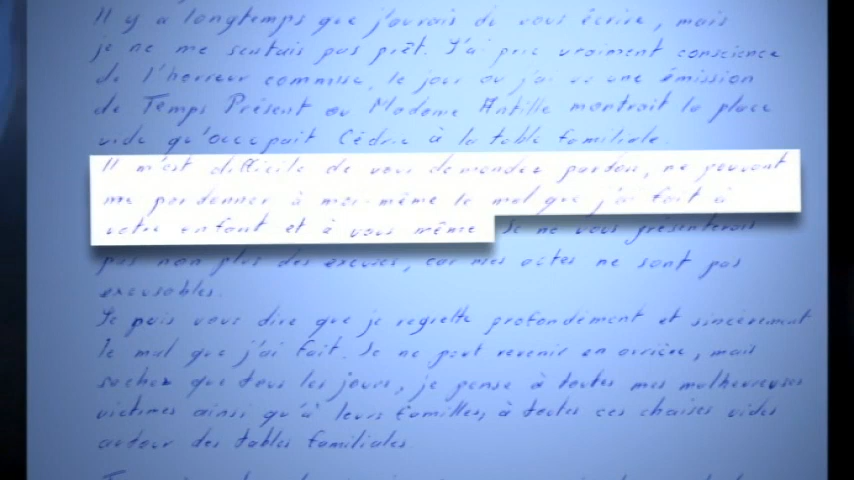 Il y a longtemps que j'aurais dû vous écrire, mais
je ne me sentais pas prêt. J'ai pris vraiment conscience
de l'horreur commise, le jour où j'ai vu une émission
de Temps Présent où Madame Antille montrait la place
vide qu'occupait Cédric à la table familiale.
Il m'est difficile de vous demander pardon, ne pouvant
me pardonner à moi-même le mal que j'ai fait à
votre enfant et à vous même. Je ne vous présenterais
pas non plus des excuses, car mes actes ne sont pas
excusables.
Je puis vous dire que je regrette profondément et sincèrement
le mal que j'ai fait. Je ne peut revenir en arrière, mais
sachez que tous les jours, je pense à toutes mes malheureuses
victimes ainsi qu'à leurs familles, à toutes ces chaises vides
autour des tables familiales.